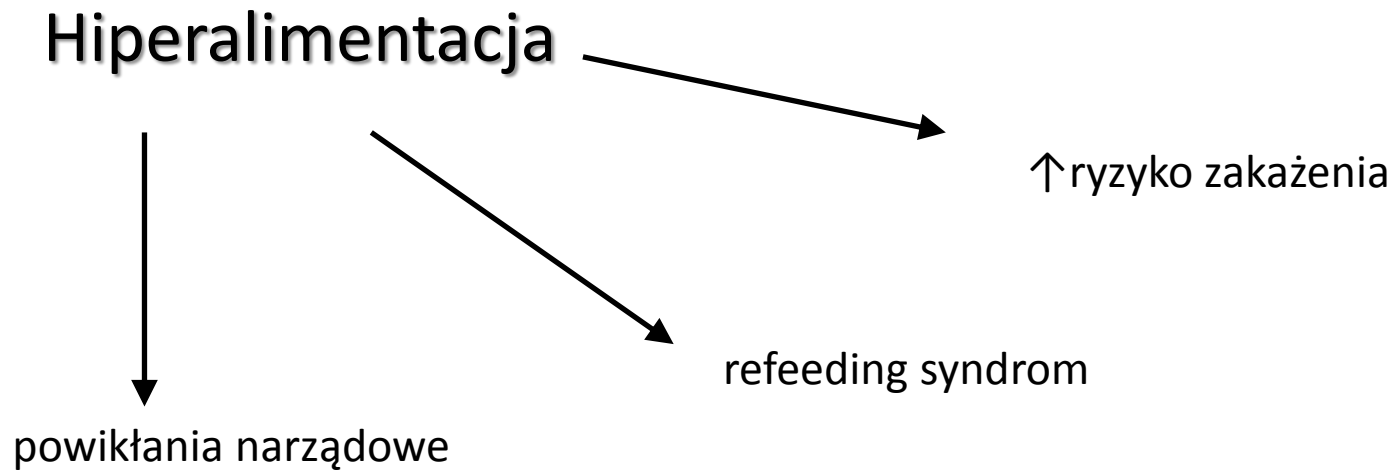 Hiperalimentacja
↑ryzyko zakażenia
refeeding syndrom
powikłania narządowe